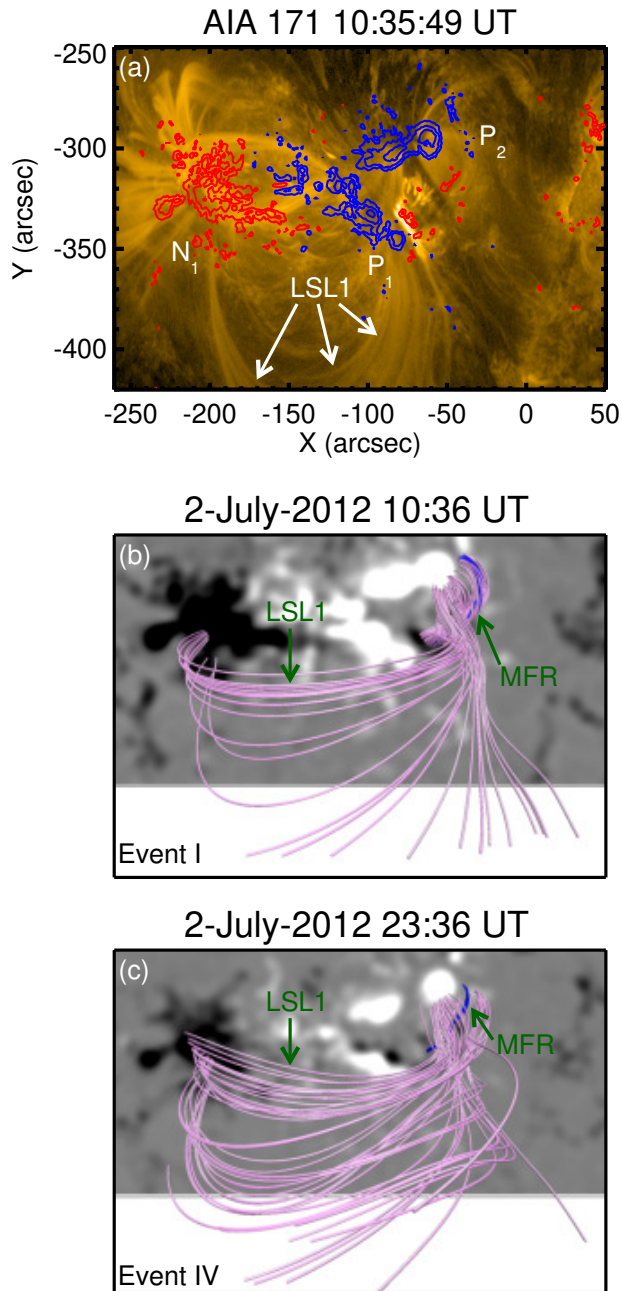 AIA 171 10:35:49 UT
(a)
-250
-300
-350
-400
Y (arcsec)
P2
N1
P1
LSL1
-250 -200 -150 -100 -50 0 50
X (arcsec)
2-July-2012 10:36 UT
(b)
LSL1
MFR
Event I
2-July-2012 23:36 UT
(c)
LSL1
MFR
Event IV